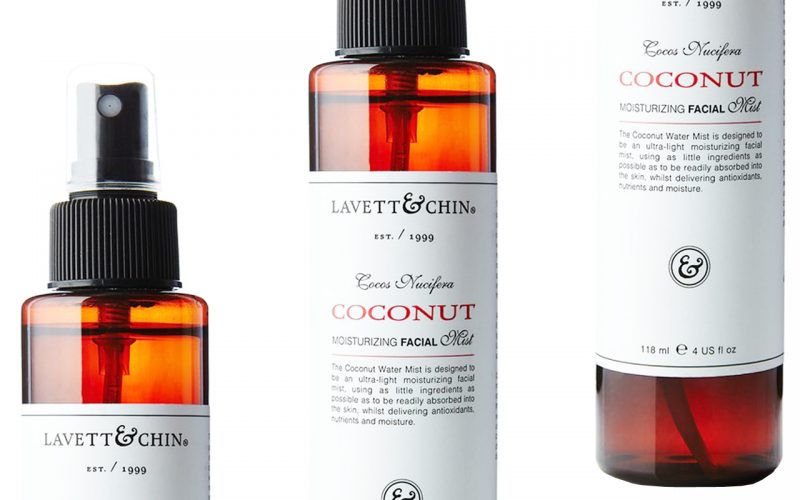 LAVETT&CHIN®
EST. / 1999
LAVETT&CHIN®
EST. / 1999
Cocos Nucifera
COCONUT
MOISTURIZING FACIAL Mist
The Coconut Water Mist is designed to
be an ultra-light moisturizing facial
mist, using as little ingredients as
possible as to be readily absorbed into
the skin, whilst delivering antioxidants,
nutrients and moisture.
&
EST. / 1999
Cocos Nucifera
COCONUT
MOISTURIZING FACIAL Mist
The Coconut Water Mist is designed to
be an ultra-light moisturizing facial
mist, using as little ingredients as
possible as to be readily absorbed into
the skin, whilst delivering antioxidants,
nutrients and moisture.
&
118 ml ℮ 4 US fl oz